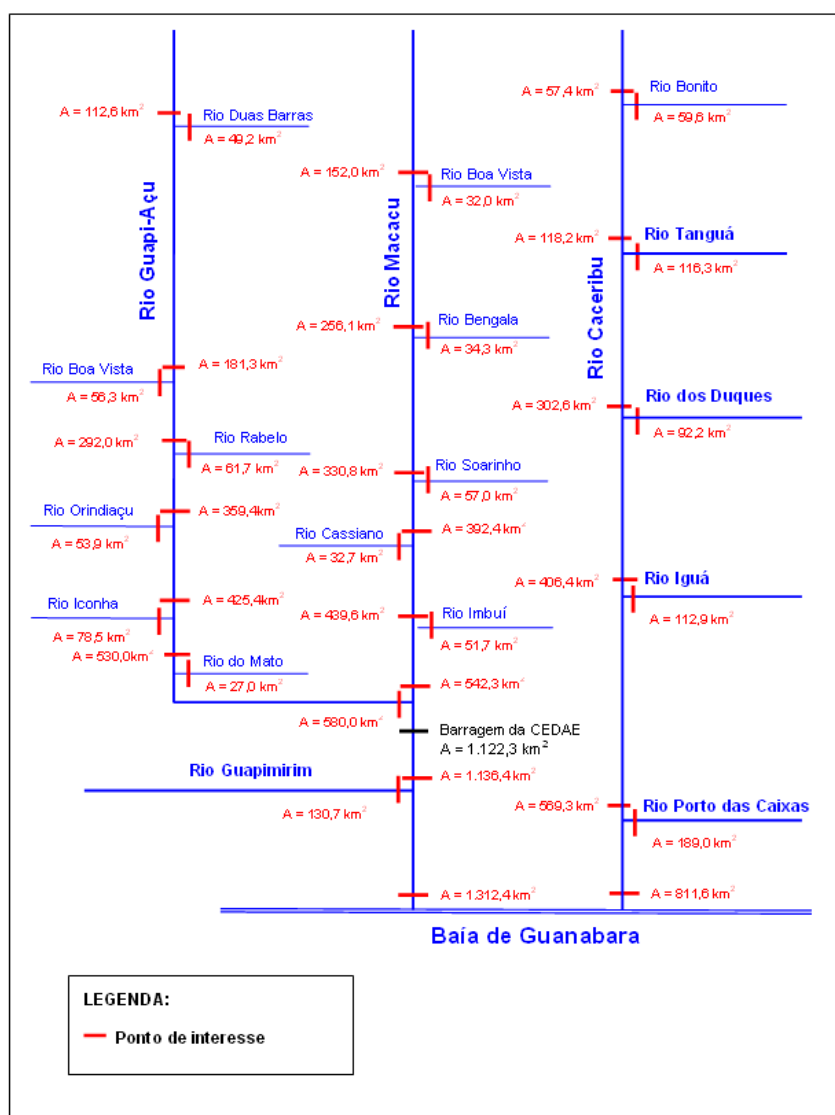 A = 112,6 km²
Rio Duas Barras
A = 49,2 km²
Rio Guapi-Açu
Rio Boa Vista
A = 56,3 km²
A = 181,3 km²
A = 292,0 km²
Rio Rabelo
A = 61,7 km²
Rio Orindiaçu
A = 53,9 km²
A = 359,4km²
Rio Iconha
A = 78,5 km²
A = 425,4km²
A = 530,0km²
Rio do Mato
A = 27,0 km²
A = 580,0km²
A = 152,0 km²
Rio Boa Vista
A = 32,0 km²
Rio Macacu
A = 256,1 km²
Rio Bengala
A = 34,3 km²
A = 330,8 km²
Rio Soarinho
A = 57,0 km²
Rio Cassiano
A = 32,7 km²
A = 392,4 km²
A = 439,6 km²
Rio Imbuí
A = 51,7 km²
A = 542,3 km²
Barragem da CEDAE
A = 1.122,3 km²
Rio Guapimirim
A = 130,7 km²
A = 1.136,4 km²
A = 1.312,4 km²
A = 57,4 km²
Rio Bonito
A = 59,6 km²
A = 118,2 km²
Rio Tanguá
A = 116,3 km²
Rio Caceribu
A = 302,6 km²
Rio dos Duques
A = 92,2 km²
A = 406,4 km²
Rio Iguá
A = 112,9 km²
A = 569,3 km²
Rio Porto das Caixas
A = 189,0 km²
A = 811,6 km²
Baía de Guanabara
LEGENDA:
Ponto de interesse